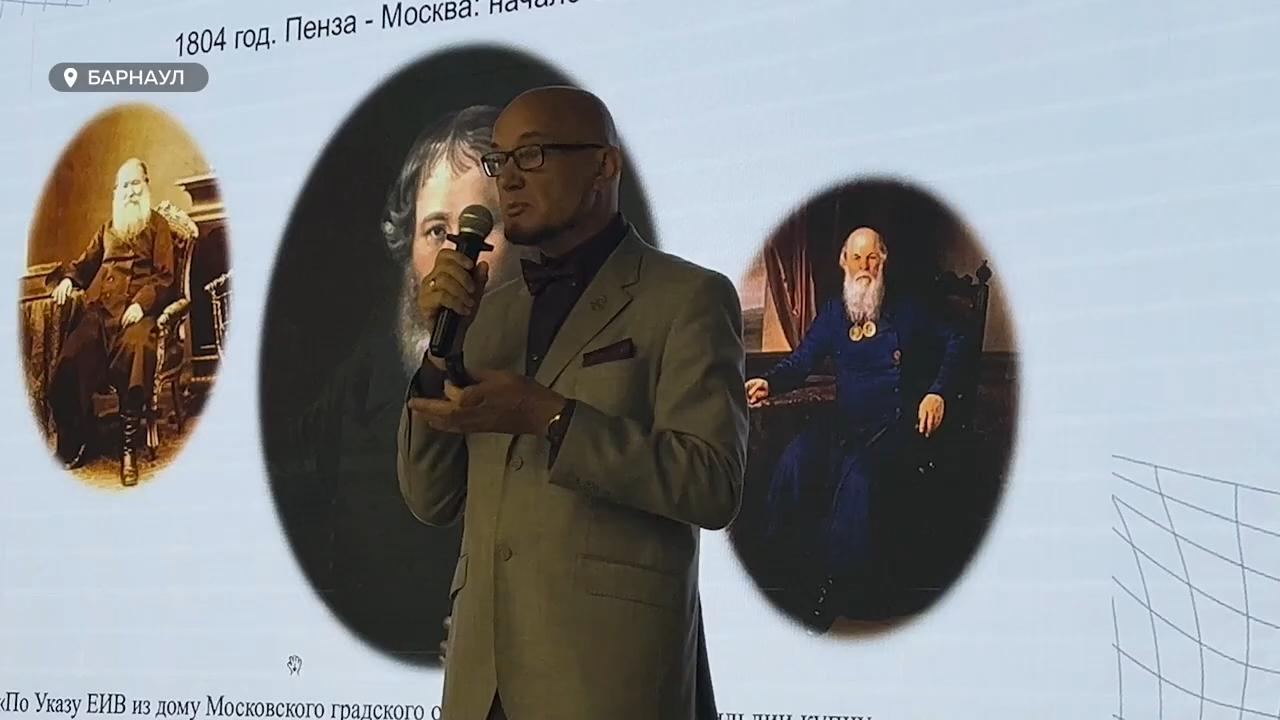 1804 год. Пенза - Москва: начало
БАРНАУЛ
«По Указу ЕИВ из дому Московского градского